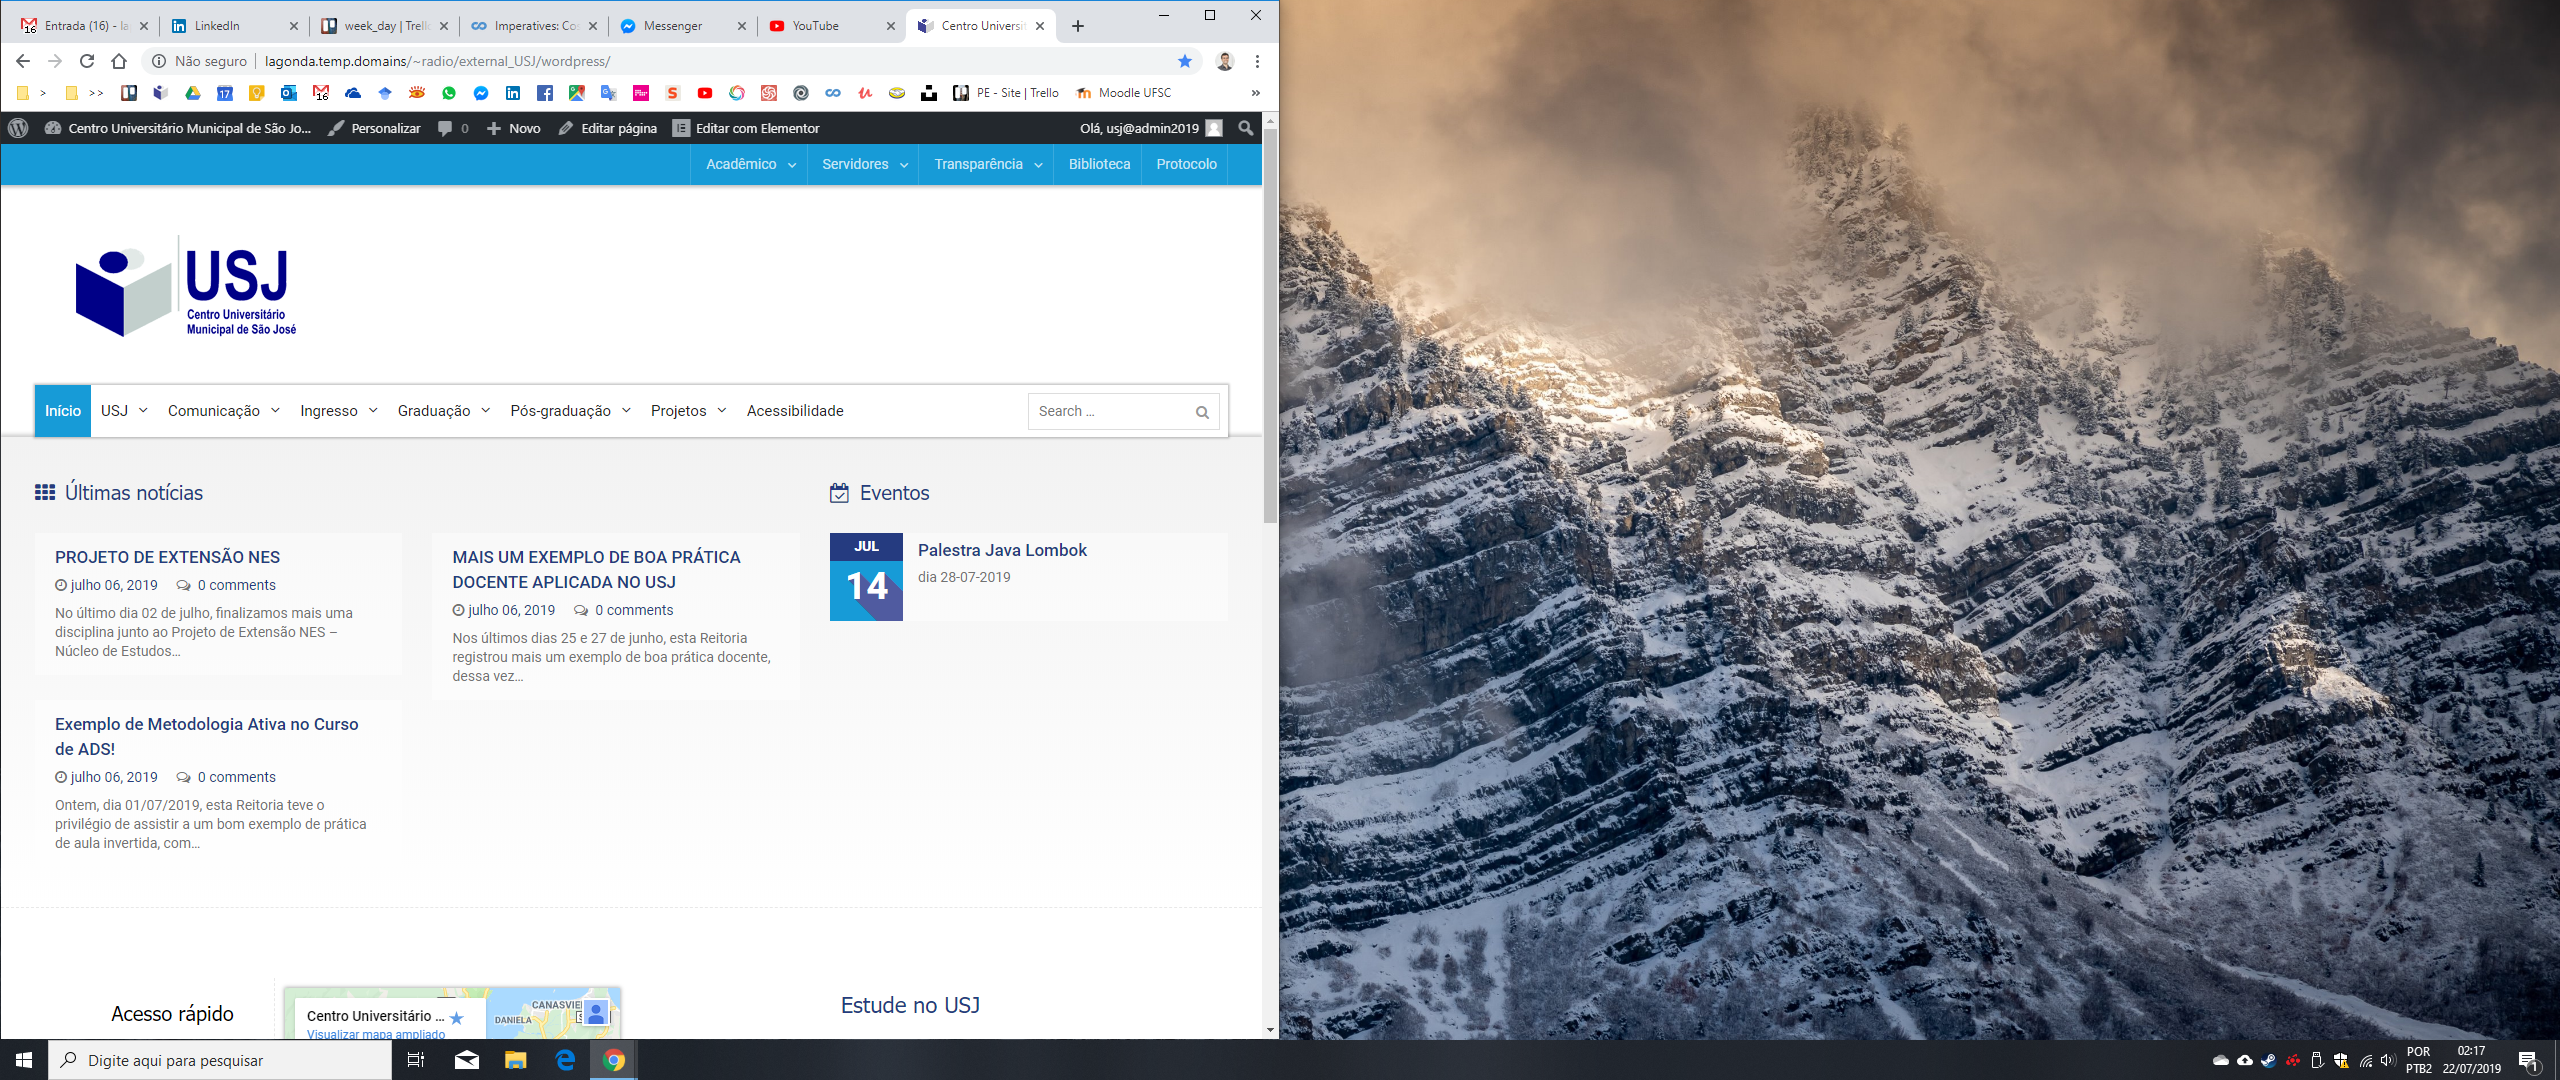 Entrada (16) - la
LinkedIn
week_day | Trell
Imperatives: Cos
Messenger
YouTube
Centro Universit
Não seguro
lagonda.temp.domains/~radio/external_USJ/wordpress/
>
>>
PE - Site | Trello
Moodle UFSC
»
Centro Universitário Municipal de São Jo...
Personalizar
0
Novo
Editar página
Editar com Elementor
Olá, usj@admin2019
Acadêmico
Servidores
Transparência
Biblioteca
Protocolo
USJ
Centro Universitário
Municipal de São José
Início
USJ
Comunicação
Ingresso
Graduação
Pós-graduação
Projetos
Acessibilidade
Search ...
Últimas notícias
PROJETO DE EXTENSÃO NES
julho 06, 2019 0 comments
No último dia 02 de julho, finalizamos mais uma
disciplina junto ao Projeto de Extensão NES –
Núcleo de Estudos...
MAIS UM EXEMPLO DE BOA PRÁTICA
DOCENTE APLICADA NO USJ
julho 06, 2019 0 comments
Nos últimos dias 25 e 27 de junho, esta Reitoria
registrou mais um exemplo de boa prática docente,
dessa vez...
Exemplo de Metodologia Ativa no Curso
de ADS!
julho 06, 2019 0 comments
Ontem, dia 01/07/2019, esta Reitoria teve o
privilégio de assistir a um bom exemplo de prática
de aula invertida, com...
Eventos
JUL
14
Palestra Java Lombok
dia 28-07-2019
Acesso rápido
Centro Universitário ...
Visualizar mapa ampliado
DANIELA
Estude no USJ
Digite aqui para pesquisar
POR
PTB2
02:17
22/07/2019
1